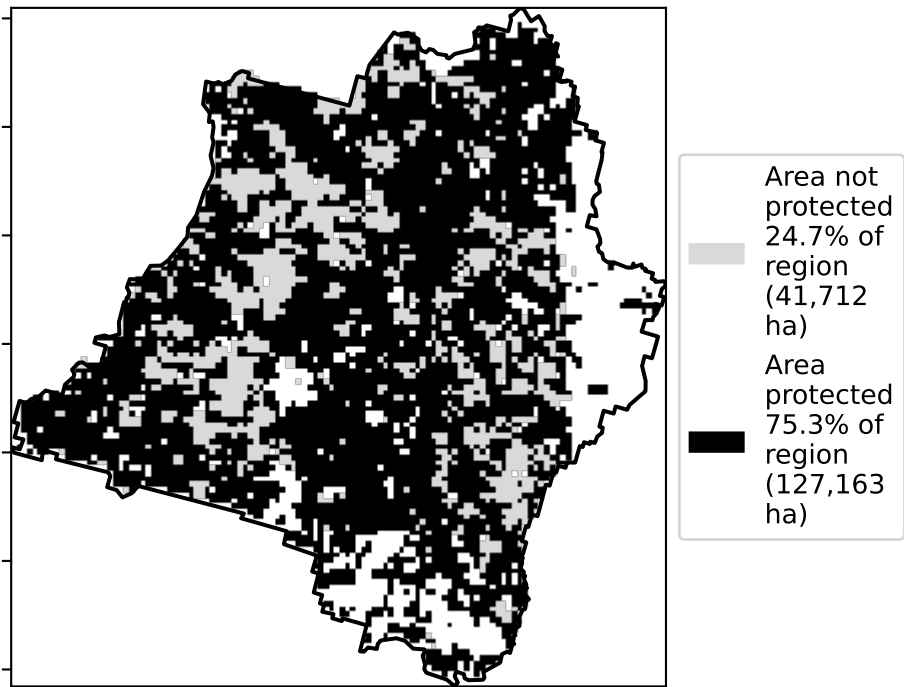 Area not
protected
24.7% of
region
(41,712
ha)
Area
protected
75.3% of
region
(127,163
ha)